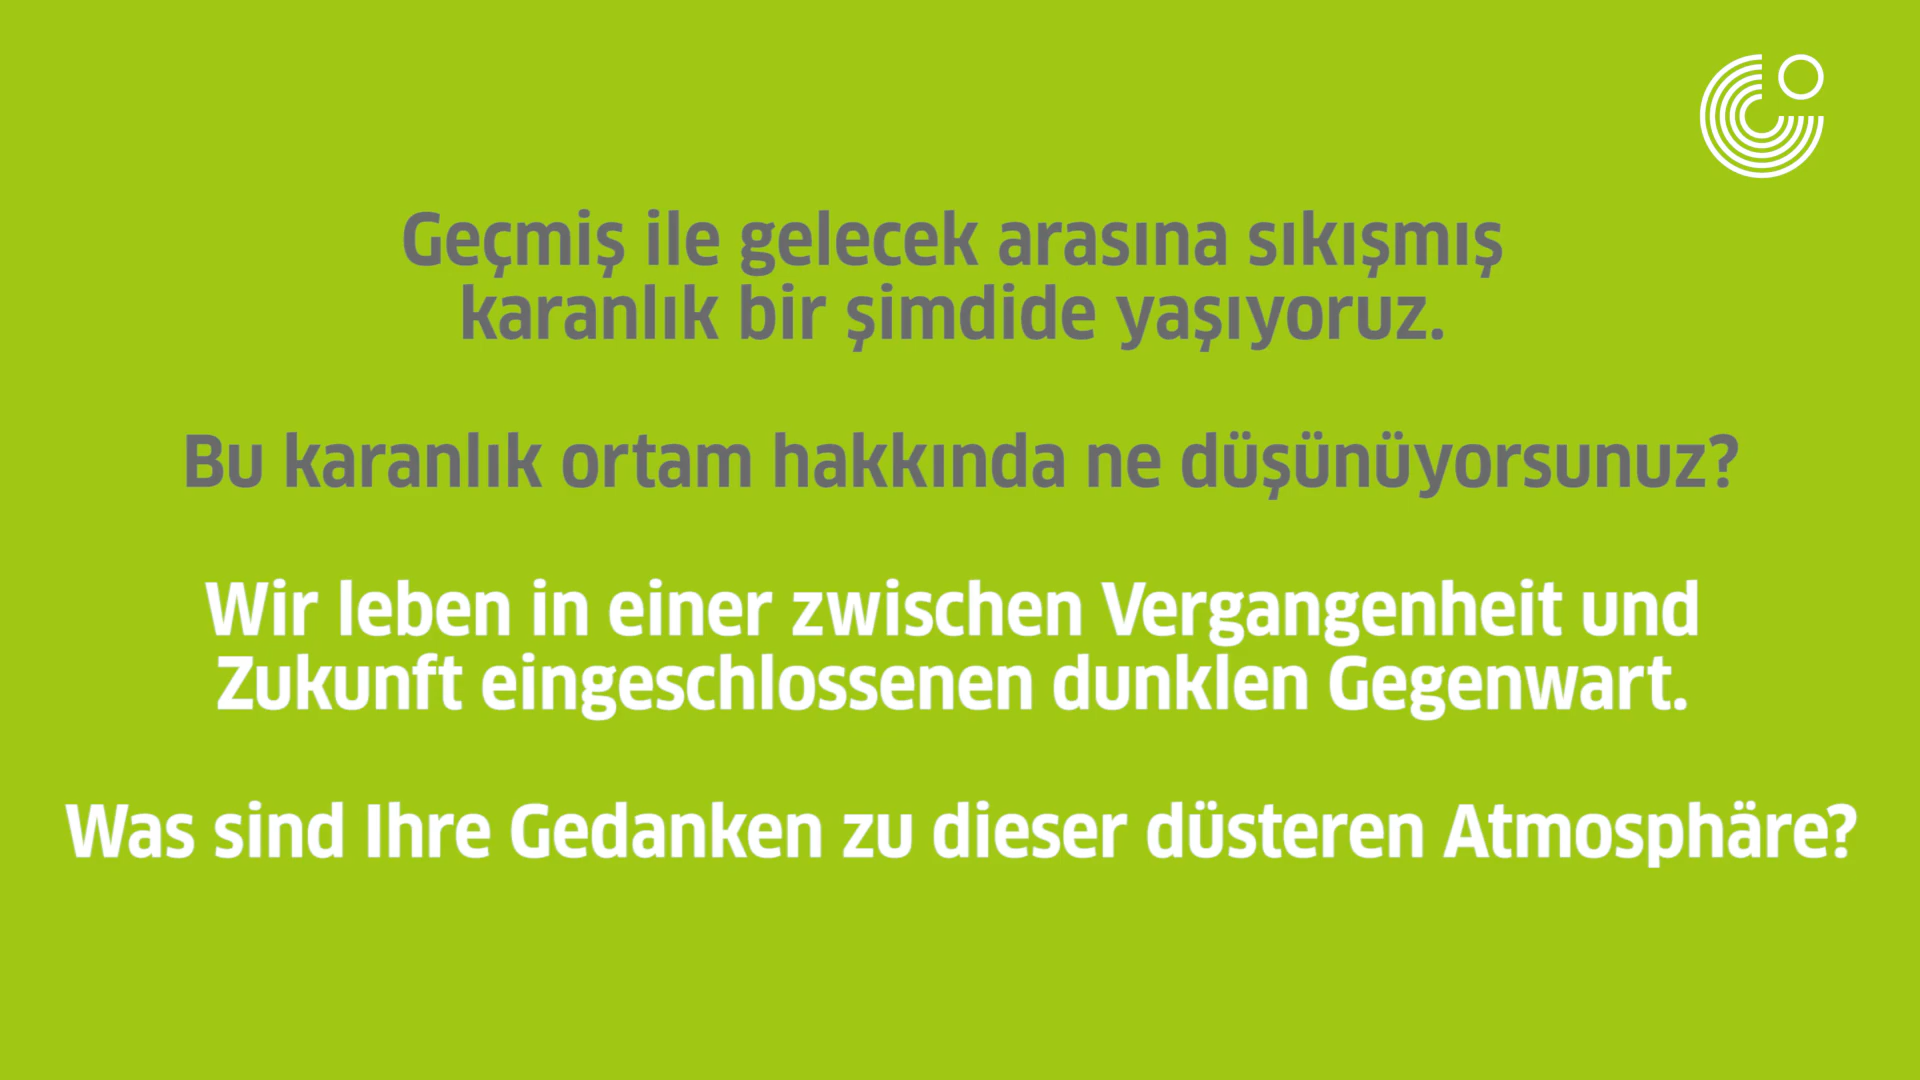 Geçmiş ile gelecek arasına sıkışmış
karanlık bir şimdide yaşıyoruz.
Bu karanlık ortam hakkında ne düşünüyorsunuz?
Wir leben in einer zwischen Vergangenheit und
Zukunft eingeschlossenen dunklen Gegenwart.
Was sind Ihre Gedanken zu dieser düsteren Atmosphäre?